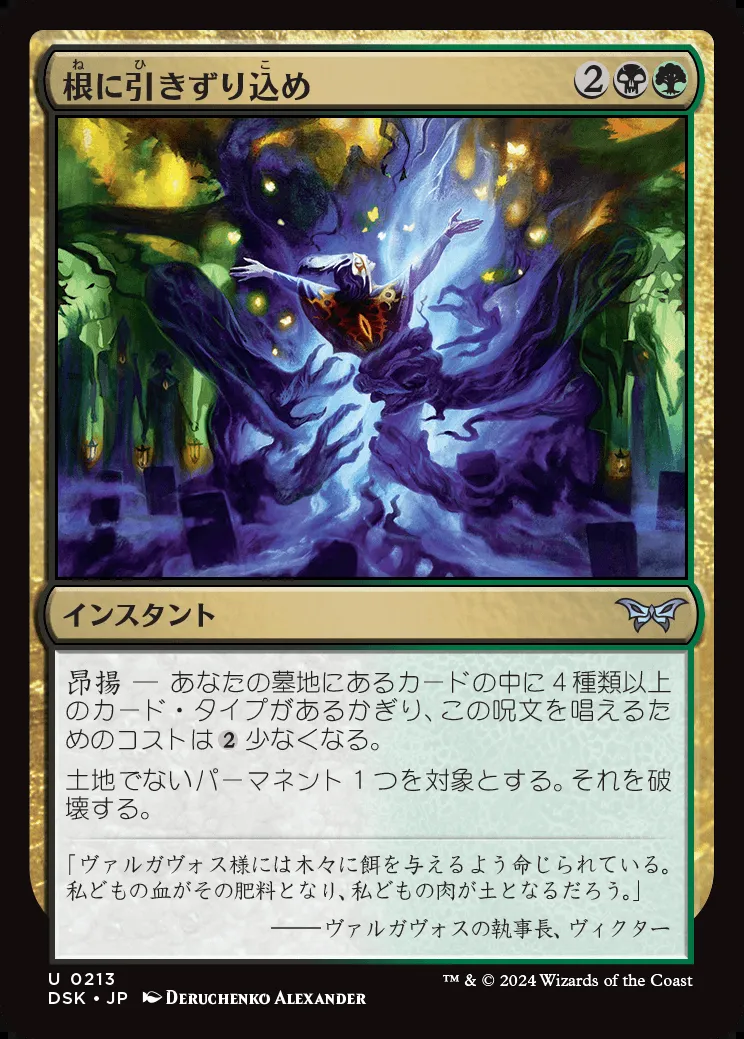 根に引きずり込め
ね ひ こ
2
インスタント
昂揚 ― あなたの墓地にあるカードの中に4種類以上
のカード・タイプがあるかぎり、この呪文を唱えるた
めのコストは 2 少なくなる。
土地でないパーマネント1つを対象とする。それを破
壊する。
「ヴァルガヴォス様には木々に餌を与えるよう命じられている。
私どもの血がその肥料となり、私どもの肉が土となるだろう。」
――ヴァルガヴォスの執事長、ヴィクター
U 0213
DSK • JP DERUCHENKO ALEXANDER
™ & © 2024 Wizards of the Coast